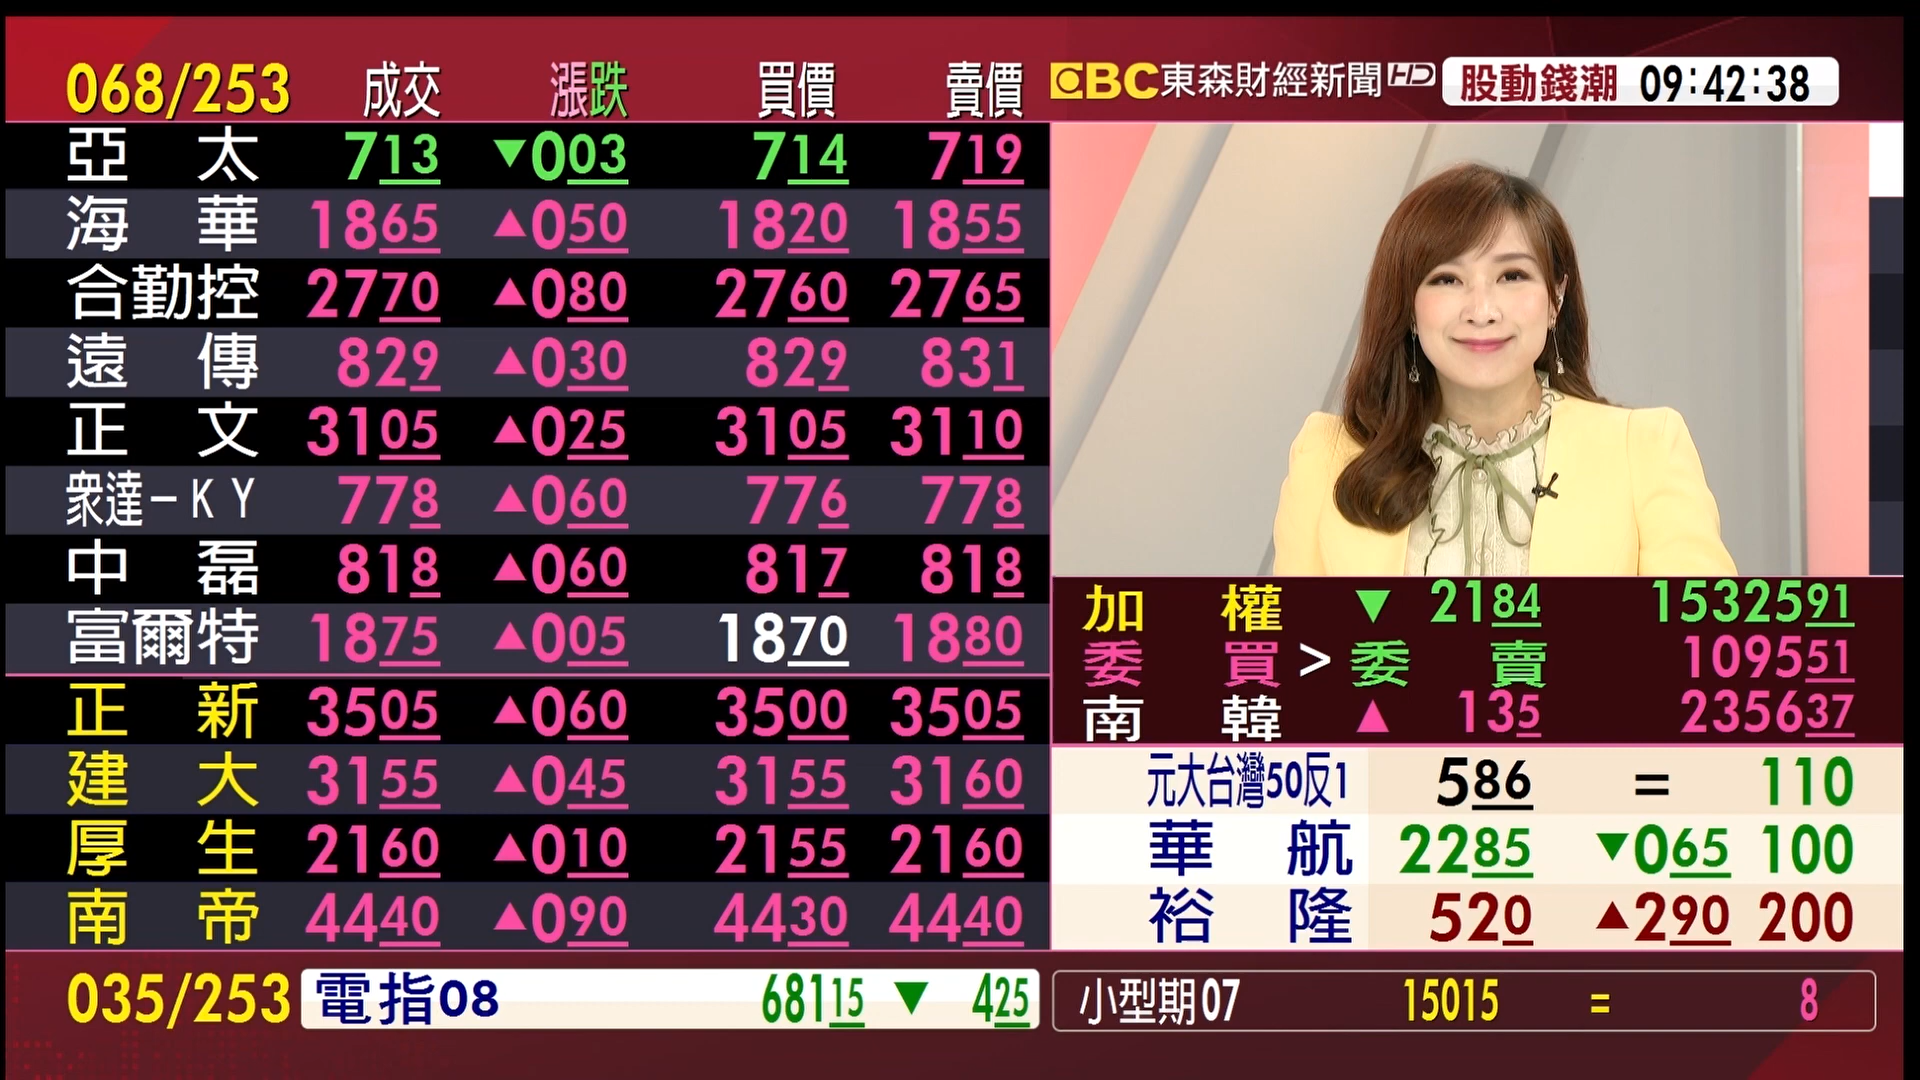 068/253 成交 漲跌 買價 賣價
EBC東森財經新聞HD 股動錢潮 09:42:38
亞太 713 ▼003 714 719
海華 1865 ▲050 1820 1855
合勤控 2770 ▲080 2760 2765
遠傳 829 ▲030 829 831
正文 3105 ▲025 3105 3110
眾達-KY 778 ▲060 776 778
中磊 818 ▲060 817 818
富爾特 1875 ▲005 1870 1880
正新 3505 ▲060 3500 3505
建大 3155 ▲045 3155 3160
厚生 2160 ▲010 2155 2160
南帝 4440 ▲090 4430 4440
加權 ▼ 2184 1532591
委買>委賣 109551
南韓 ▲ 135 235637
元大台灣50反1 586 = 110
華航 2285 ▼065 100
裕隆 520 ▲290 200
035/253 電指08 68115 ▼ 425
小型期07 15015 = 8